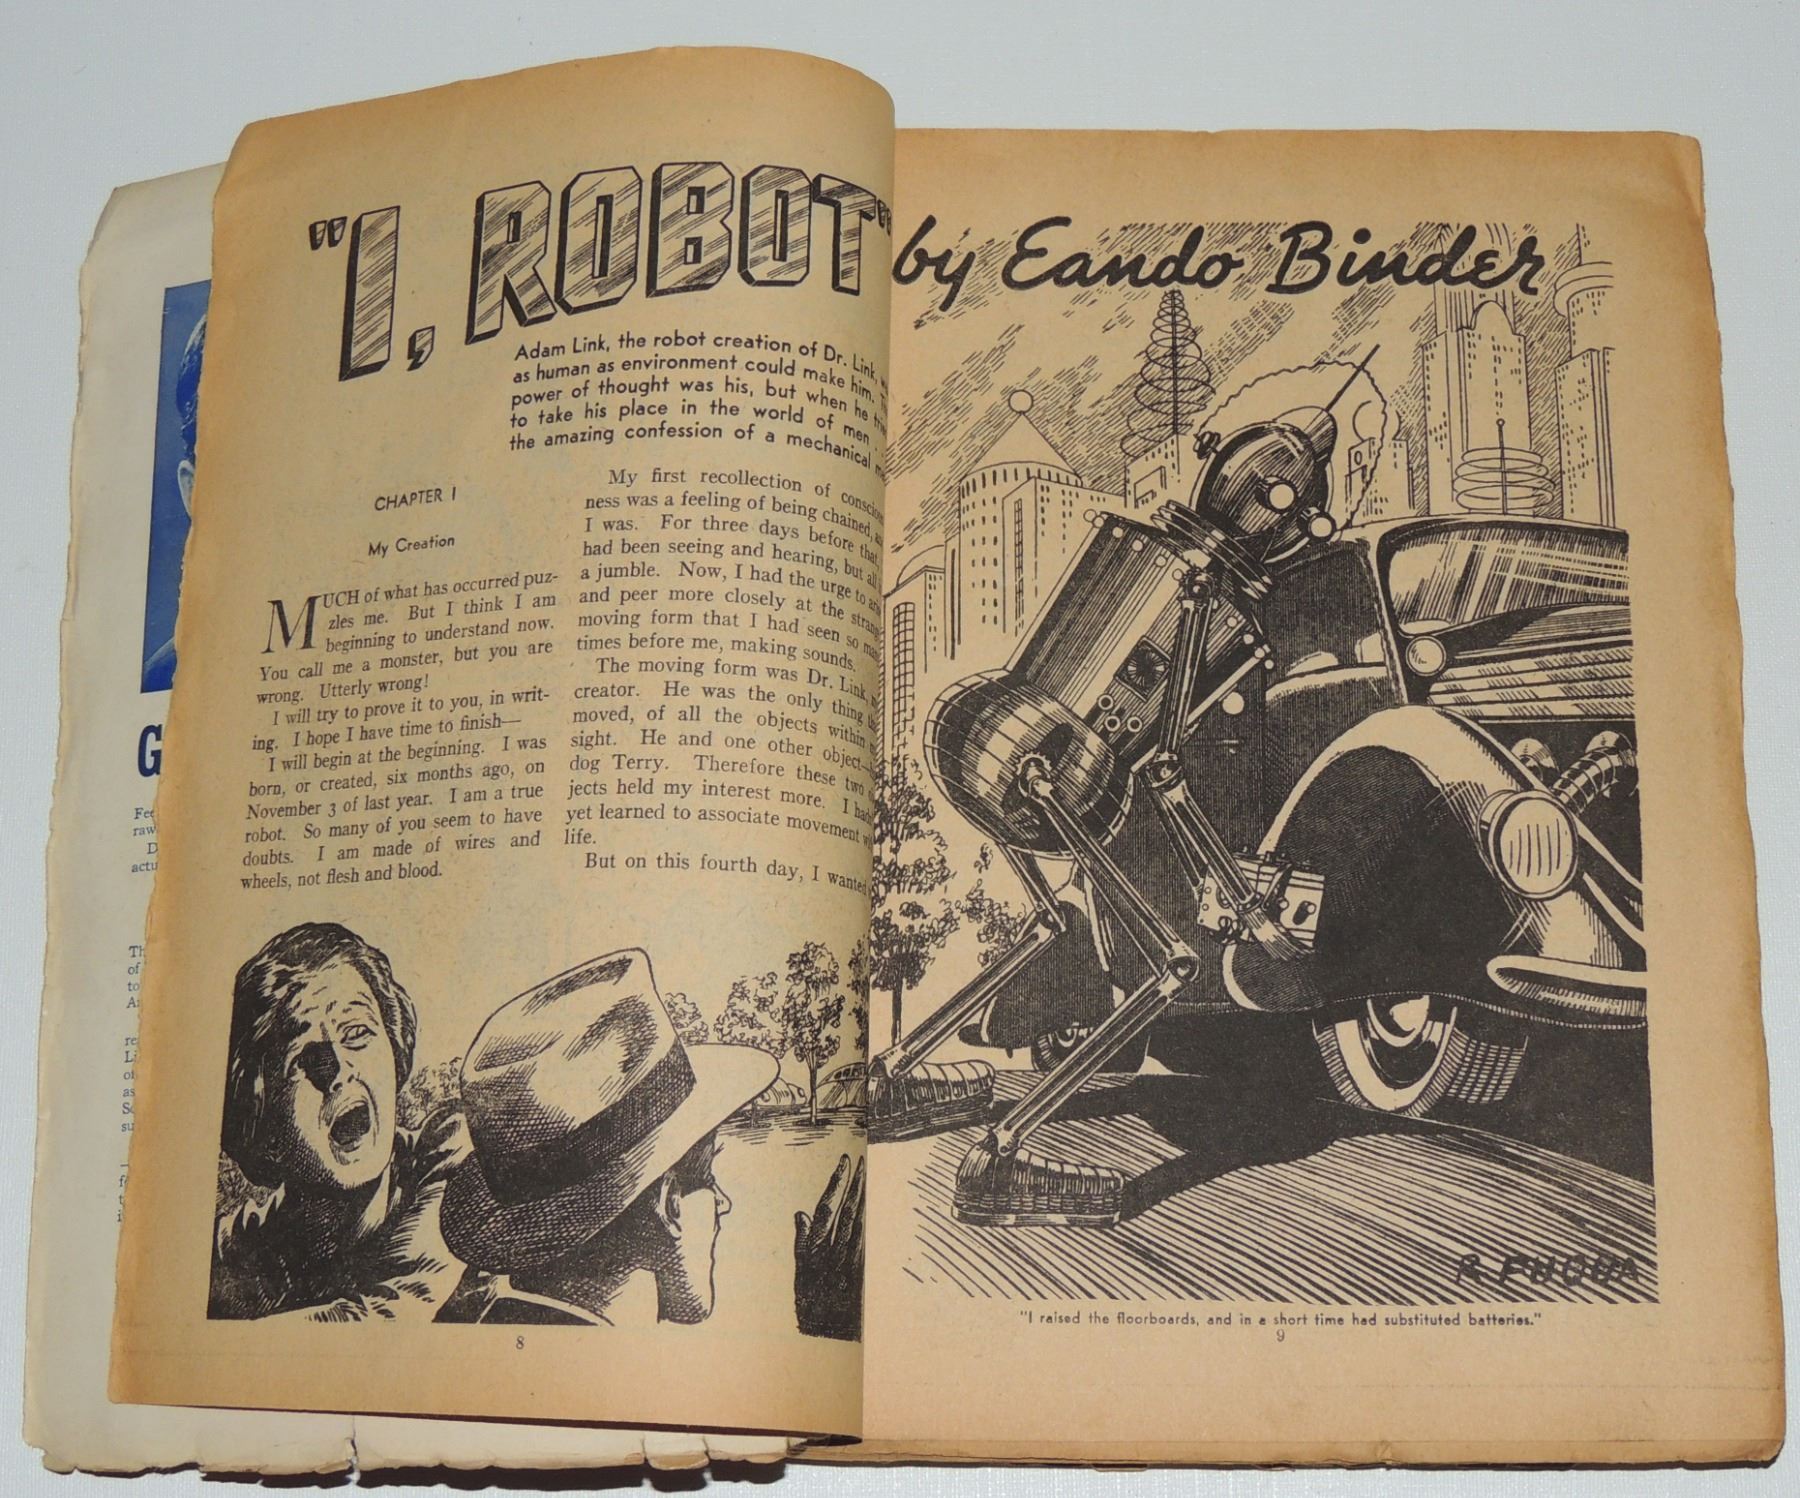 "I, ROBOT"
by Eando Binder
Adam Link, the robot creation of Dr. Link,
as human as environment could make him.
power of thought was his, but when he
to take his place in the world of men
the amazing confession of a mechanical
CHAPTER I
My Creation
MUCH of what has occurred puz-
zles me. But I think I am
beginning to understand now.
You call me a monster, but you are
wrong. Utterly wrong!
I will try to prove it to you, in writ-
ing. I hope I have time to finish—
I will begin at the beginning. I was
born, or created, six months ago, on
November 3 of last year. I am a true
robot. So many of you seem to have
doubts. I am made of wires and
wheels, not flesh and blood.
My first recollection of
ness was a feeling of being chained,
I was. For three days before that,
had been seeing and hearing, but all
a jumble. Now, I had the urge to
and peer more closely at the
moving form that I had seen so
times before me, making sounds.
The moving form was Dr. Link,
creator. He was the only thing
moved, of all the objects within
sight. He and one other object—
dog Terry. Therefore these two
jects held my interest more. I
yet learned to associate movement
life.
But on this fourth day, I wanted
8
R FUQUA
"I raised the floorboards, and in a short time had substituted batteries."
9
G
Fee
raw
D
actu
Th
of
to
re
Li
of
as
su